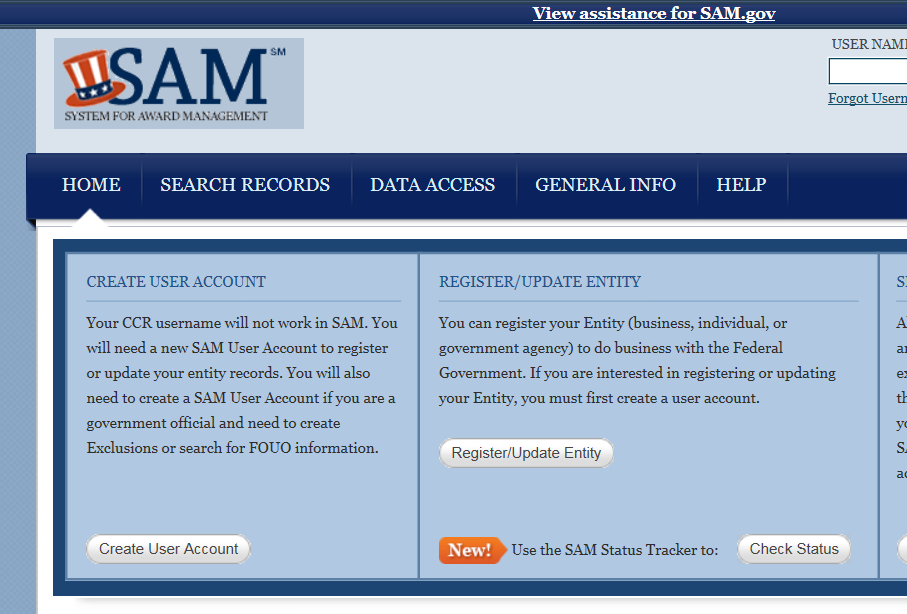 View assistance for SAM.gov
SAM SM
SYSTEM FOR AWARD MANAGEMENT
USER NAM
Forgot Usern
HOME
SEARCH RECORDS
DATA ACCESS
GENERAL INFO
HELP
CREATE USER ACCOUNT
Your CCR username will not work in SAM. You
will need a new SAM User Account to register
or update your entity records. You will also
need to create a SAM User Account if you are a
government official and need to create
Exclusions or search for FOUO information.
Create User Account
REGISTER/UPDATE ENTITY
You can register your Entity (business, individual, or
government agency) to do business with the Federal
Government. If you are interested in registering or updating
your Entity, you must first create a user account.
Register/Update Entity
New! Use the SAM Status Tracker to:
Check Status